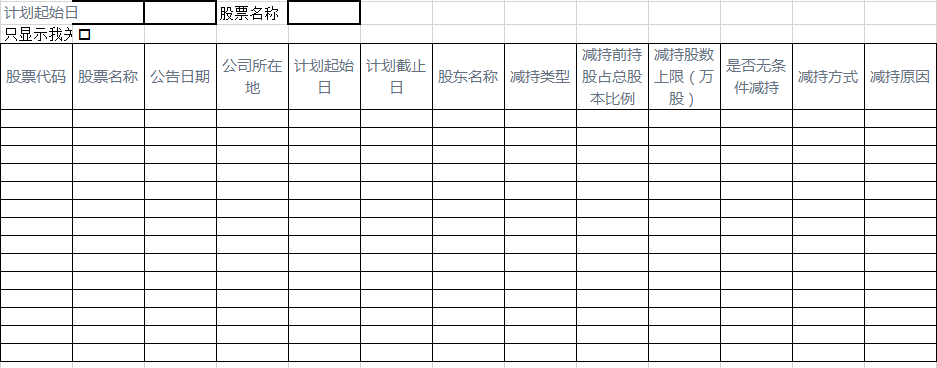 计划起始日 股票名称
只显示我关
股票代码 股票名称 公告日期 公司所在地 计划起始日 计划截止日 股东名称 减持类型 减持前持股占总股本比例 减持股数上限（万股） 是否无条件减持 减持方式 减持原因